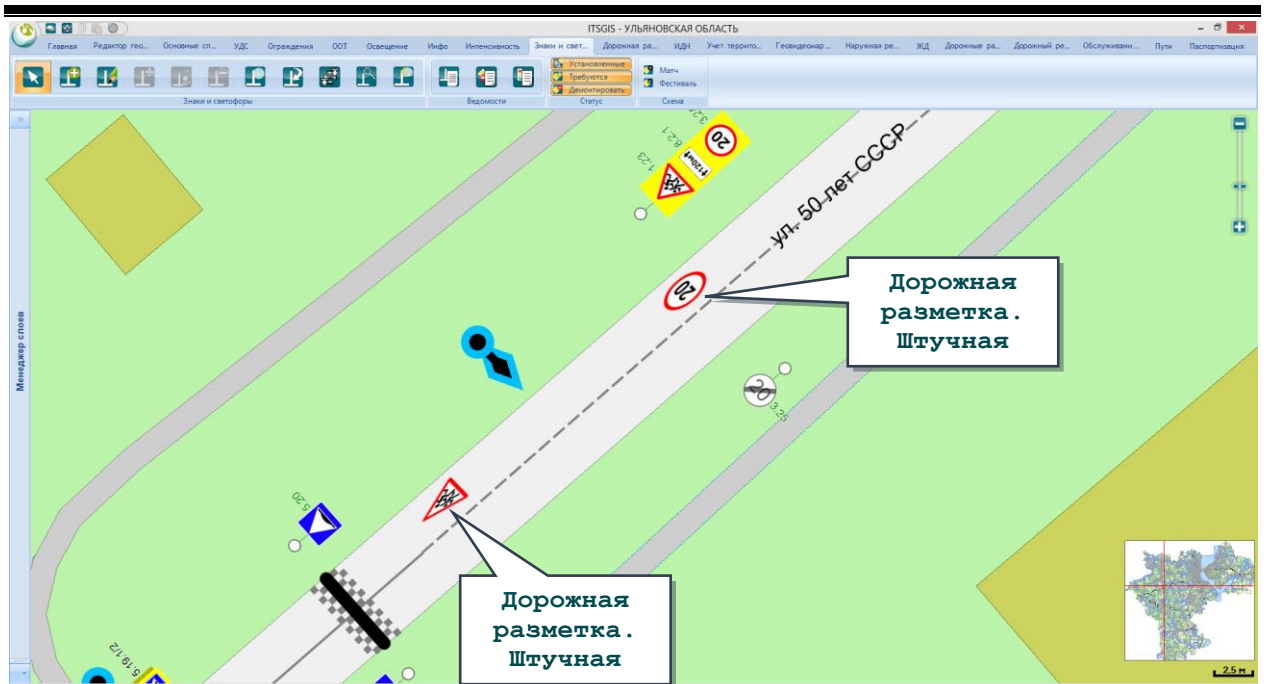 ITSGIS - УЛЬЯНОВСКАЯ ОБЛАСТЬ
Главная Редактор гео... Основные сл... УДС Ограждения ООТ Освещение Инфо Интенсивность Знаки и свет... Дорожная ра... ИДН Учет террито... Геовидеомар... Наружная ре... ЖД Дорожные ра... Дорожный ре... Обслуживани... Пути Паспортизация
Установленные
Требуются
Демонтировать
Матч
Фестиваль
Знаки и светофоры Ведомости Статус Схема
Менеджер слоев
8.2.1
20
1.23
ул. 50 лет СССР
20
Дорожная
разметка.
Штучная
20
3.25
5.20
Дорожная
разметка.
Штучная
5.19.1/2
2,5 м